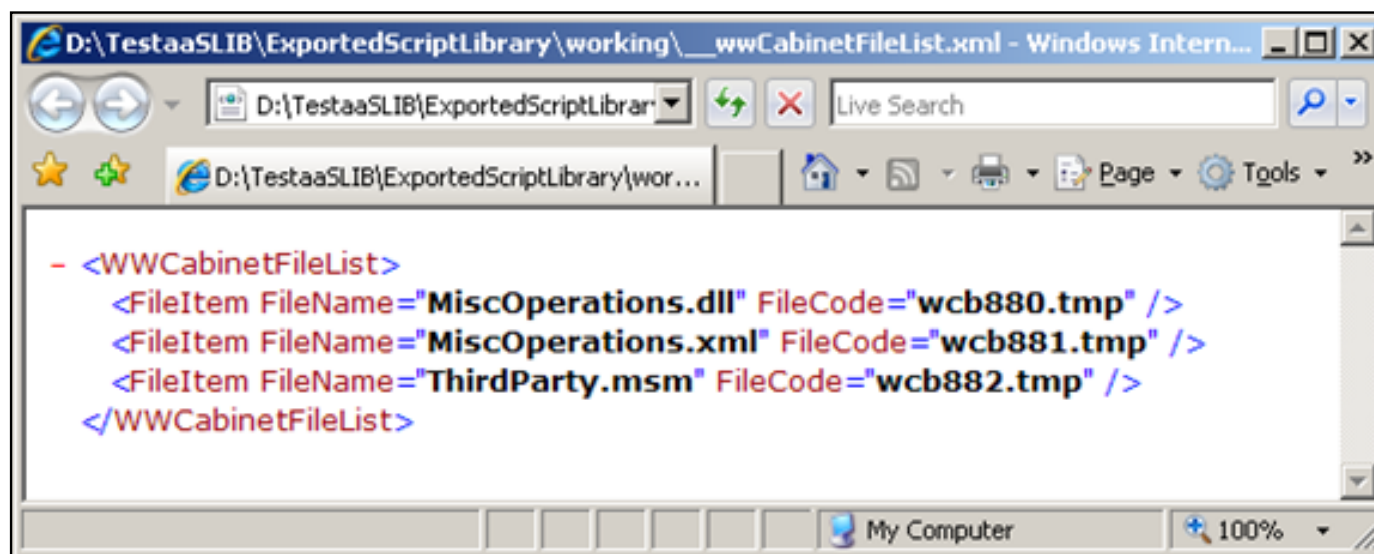 D:\TestaaSLIB\ExportedScriptLibrary\working\__wwCabinetFileList.xml - Windows Intern...
D:\TestaaSLIB\ExportedScriptLibrar
Live Search
D:\TestaaSLIB\ExportedScriptLibrary\wor...
Page
Tools
»
- <WWCabinetFileList>
<FileItem FileName="MiscOperations.dll" FileCode="wcb880.tmp" />
<FileItem FileName="MiscOperations.xml" FileCode="wcb881.tmp" />
<FileItem FileName="ThirdParty.msm" FileCode="wcb882.tmp" />
</WWCabinetFileList>
My Computer
100%